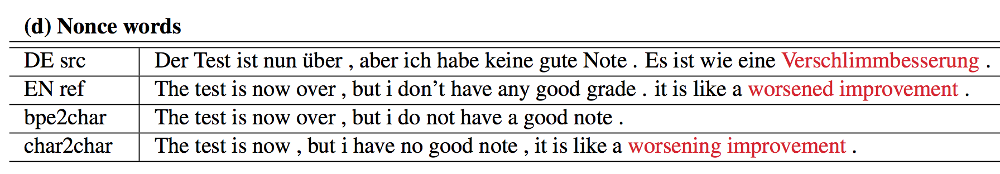 (d) Nonce words
DE src Der Test ist nun über , aber ich habe keine gute Note . Es ist wie eine Verschlimmbesserung .
EN ref The test is now over , but i don’t have any good grade . it is like a worsened improvement .
bpe2char The test is now over , but i do not have a good note .
char2char The test is now , but i have no good note , it is like a worsening improvement .